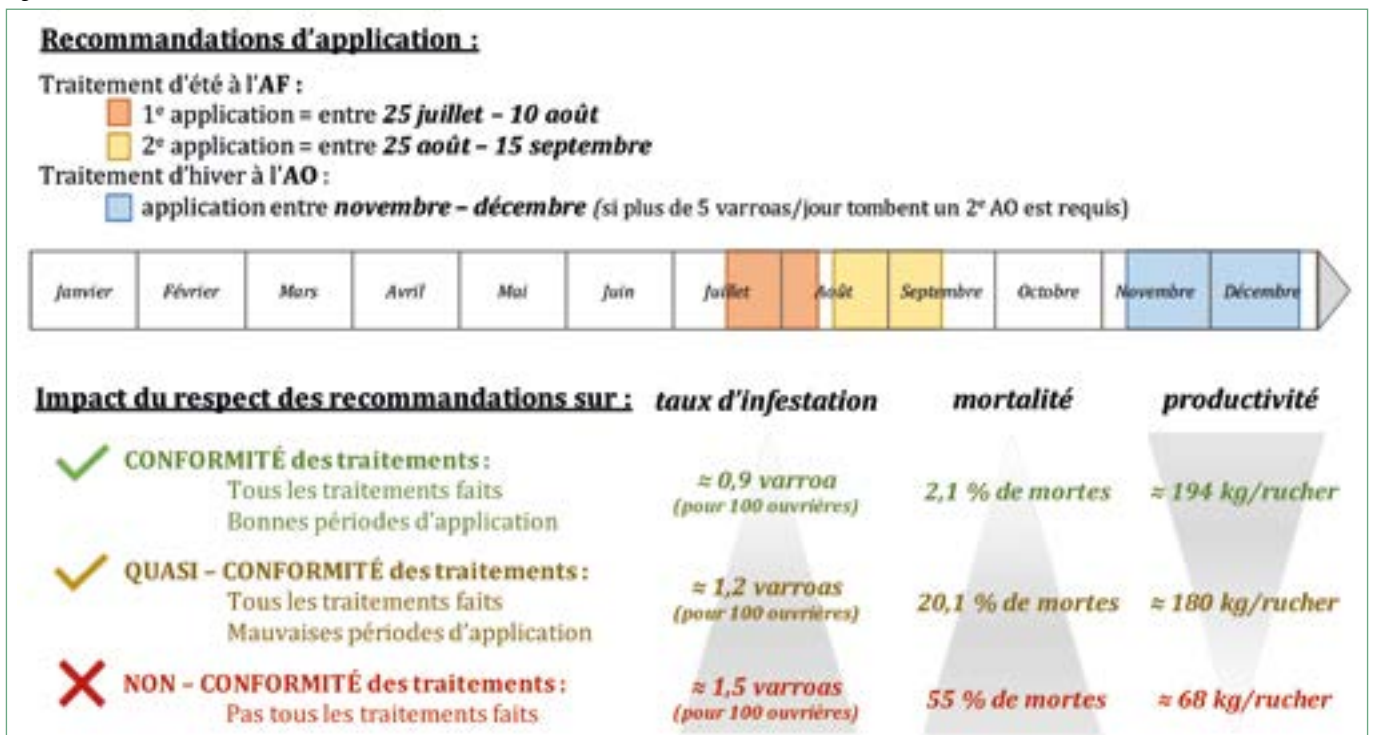 Recommandations d'application :
Traitement d'été à l'AF :
1e application = entre 25 juillet – 10 août
2e application = entre 25 août – 15 septembre
Traitement d'hiver à l'AO :
application entre novembre – décembre (si plus de 5 varroas/jour tombent un 2e AO est requis)
Janvier Février Mars Avril Mai Juin Juillet Août Septembre Octobre Novembre Décembre
Impact du respect des recommandations sur : taux d'infestation mortalité productivité
CONFORMITÉ des traitements :
Tous les traitements faits
Bonnes périodes d'application
≈ 0,9 varroa
(pour 100 ouvrières)
2,1 % de mortes
≈ 194 kg/rucher
QUASI – CONFORMITÉ des traitements :
Tous les traitements faits
Mauvaises périodes d'application
≈ 1,2 varroas
(pour 100 ouvrières)
20,1 % de mortes
≈ 180 kg/rucher
NON – CONFORMITÉ des traitements :
Pas tous les traitements faits
≈ 1,5 varroas
(pour 100 ouvrières)
55 % de mortes
≈ 68 kg/rucher